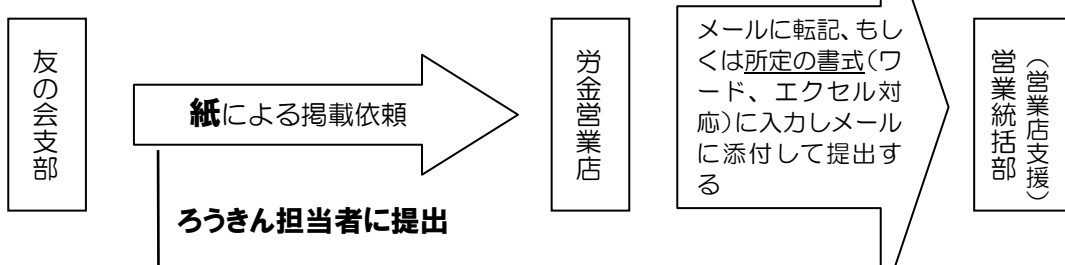 友の会支部
紙による掲載依頼
ろうきん担当者に提出
労金営業店
メールに転記、もし
くは所定の書式（ワ
ード、エクセル対
応）に入力しメール
に添付して提出す
る
（営業店支援）
営業統括部